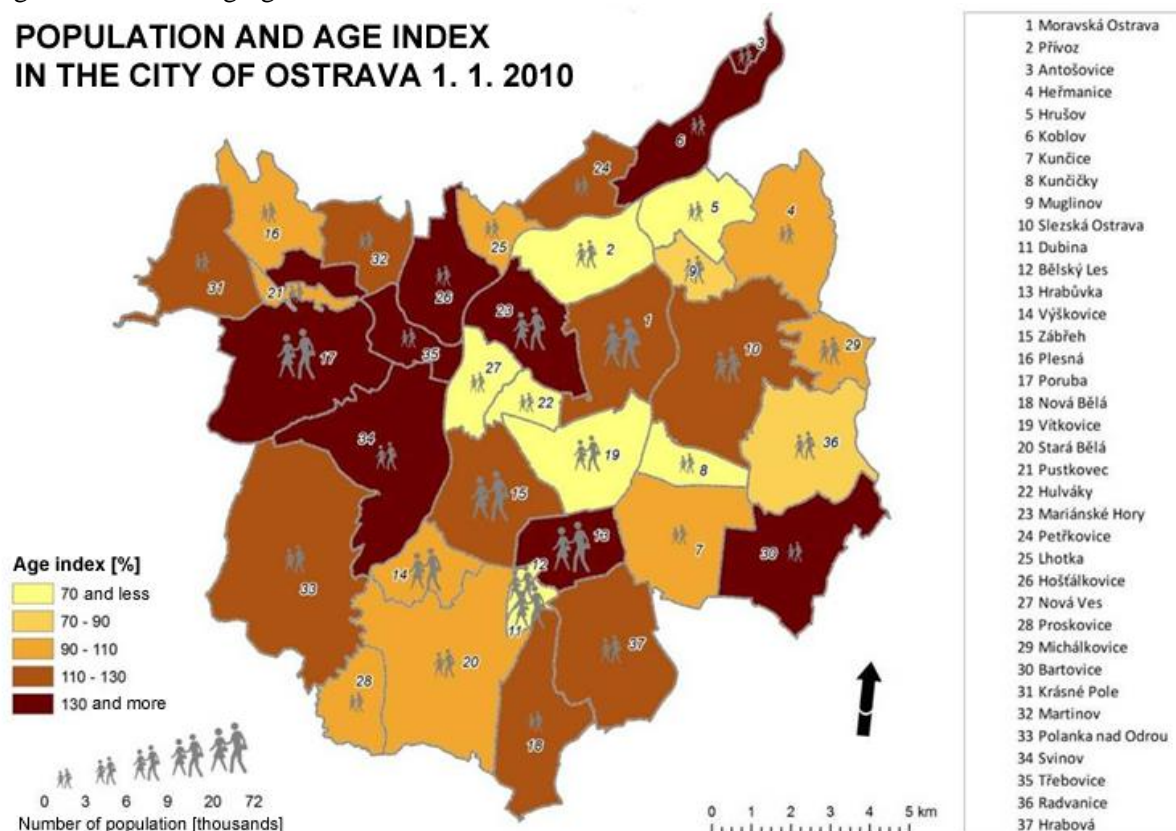 POPULATION AND AGE INDEX
IN THE CITY OF OSTRAVA 1. 1. 2010
3
6
24
5
4
16
2
25
32
9
31
21
26
23
1
10
29
17
35
27
22
34
36
19
8
15
13
7
30
12
14
33
11
37
20
28
18
Age index [%]
70 and less
70 - 90
90 - 110
110 - 130
130 and more
0 3 6 9 20 72
Number of population [thousands]
0 1 2 3 4 5 km
1 Moravská Ostrava
2 Přívoz
3 Antošovice
4 Heřmanice
5 Hrušov
6 Koblov
7 Kunčice
8 Kunčičky
9 Muglinov
10 Slezská Ostrava
11 Dubina
12 Bělský Les
13 Hrabůvka
14 Výškovice
15 Zábřeh
16 Plesná
17 Poruba
18 Nová Bělá
19 Vítkovice
20 Stará Bělá
21 Pustkovec
22 Hulváky
23 Mariánské Hory
24 Petřkovice
25 Lhotka
26 Hošťálkovice
27 Nová Ves
28 Proskovice
29 Michálkovice
30 Bartovice
31 Krásné Pole
32 Martinov
33 Polanka nad Odrou
34 Svinov
35 Třebovice
36 Radvanice
37 Hrabová